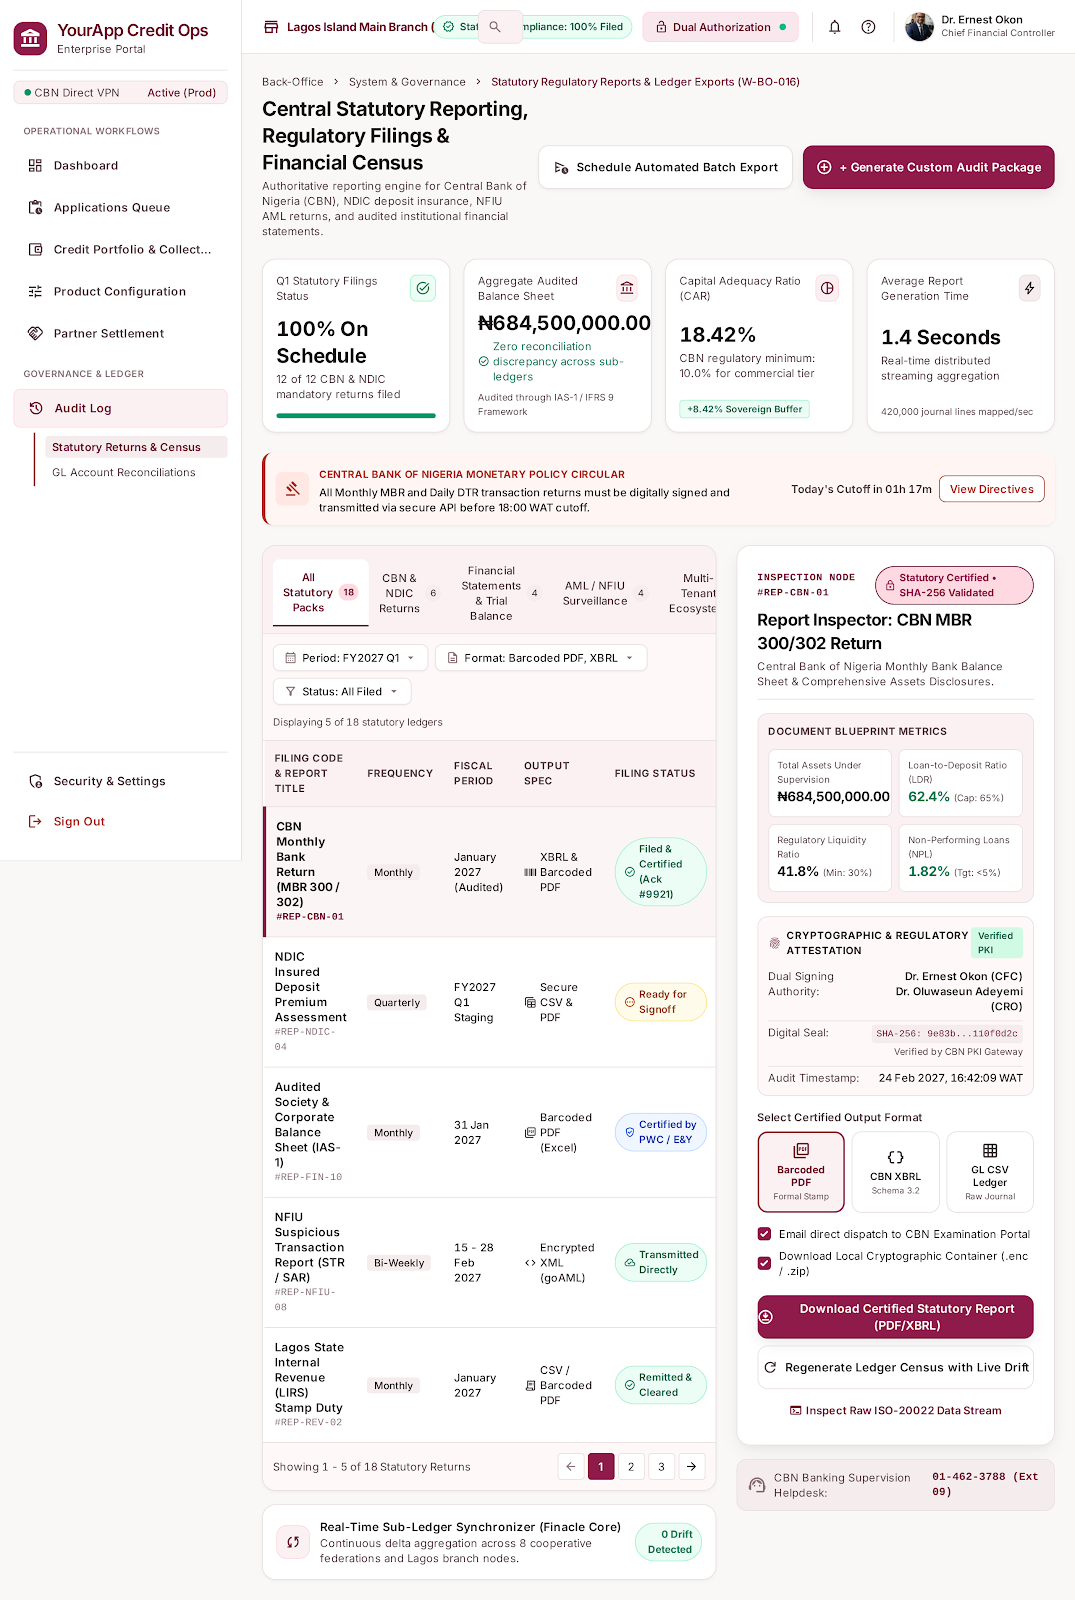 YourApp Credit Ops
Enterprise Portal
CBN Direct VPN
Active (Prod)
OPERATIONAL WORKFLOWS
Dashboard
Applications Queue
Credit Portfolio & Collect...
Product Configuration
Partner Settlement
GOVERNANCE & LEDGER
Audit Log
Statutory Returns & Census
GL Account Reconciliations
Security & Settings
Sign Out
Lagos Island Main Branch (
mpliance: 100% Filed
Dual Authorization
Dr. Ernest Okon
Chief Financial Controller
Back-Office
System & Governance
Statutory Regulatory Reports & Ledger Exports (W-BO-016)
Central Statutory Reporting,
Regulatory Filings &
Financial Census
Authoritative reporting engine for Central Bank of
Nigeria (CBN), NDIC deposit insurance, NFIU
AML returns, and audited institutional financial
statements.
Schedule Automated Batch Export
+ Generate Custom Audit Package
Q1 Statutory Filings
Status
100% On
Schedule
12 of 12 CBN & NDIC
mandatory returns filed
Aggregate Audited
Balance Sheet
₦684,500,000.00
Zero reconciliation
discrepancy across sub-
ledgers
Audited through IAS-1 / IFRS 9
Framework
Capital Adequacy Ratio
(CAR)
18.42%
CBN regulatory minimum:
10.0% for commercial tier
+8.42% Sovereign Buffer
Average Report
Generation Time
1.4 Seconds
Real-time distributed
streaming aggregation
420,000 journal lines mapped/sec
CENTRAL BANK OF NIGERIA MONETARY POLICY CIRCULAR
All Monthly MBR and Daily DTR transaction returns must be digitally signed and
transmitted via secure API before 18:00 WAT cutoff.
Today's Cutoff in 01h 17m
View Directives
All
Statutory
Packs
18
CBN &
NDIC
Returns
6
Financial
Statements
& Trial
Balance
4
AML / NFIU
Surveillance
4
Multi-
Tenant
Ecosyste
Period: FY2027 Q1
Format: Barcoded PDF, XBRL
Status: All Filed
Displaying 5 of 18 statutory ledgers
FILING CODE
& REPORT
TITLE
FREQUENCY
FISCAL
PERIOD
OUTPUT
SPEC
FILING STATUS
CBN
Monthly
Bank
Return
(MBR 300 /
302)
#REP-CBN-01
Monthly
January
2027
(Audited)
XBRL &
Barcoded
PDF
Filed &
Certified
(Ack
#9921)
NDIC
Insured
Deposit
Premium
Assessment
#REP-NDIC-
04
Quarterly
FY2027
Q1
Staging
Secure
CSV &
PDF
Ready for
Signoff
Audited
Society &
Corporate
Balance
Sheet (IAS-
1)
#REP-FIN-10
Monthly
31 Jan
2027
Barcoded
PDF
(Excel)
Certified by
PWC / E&Y
NFIU
Suspicious
Transaction
Report (STR
/ SAR)
#REP-NFIU-
08
Bi-Weekly
15 - 28
Feb
2027
Encrypted
XML
(goAML)
Transmitted
Directly
Lagos State
Internal
Revenue
(LIRS)
Stamp Duty
#REP-REV-02
Monthly
January
2027
CSV /
Barcoded
PDF
Remitted &
Cleared
Showing 1 - 5 of 18 Statutory Returns
1
2
3
Real-Time Sub-Ledger Synchronizer (Finacle Core)
Continuous delta aggregation across 8 cooperative
federations and Lagos branch nodes.
0 Drift
Detected
INSPECTION NODE
#REP-CBN-01
Statutory Certified •
SHA-256 Validated
Report Inspector: CBN MBR
300/302 Return
Central Bank of Nigeria Monthly Bank Balance
Sheet & Comprehensive Assets Disclosures.
DOCUMENT BLUEPRINT METRICS
Total Assets Under
Supervision
₦684,500,000.00
Loan-to-Deposit Ratio
(LDR)
62.4% (Cap: 65%)
Regulatory Liquidity
Ratio
41.8% (Min: 30%)
Non-Performing Loans
(NPL)
1.82% (Tgt: <5%)
CRYPTOGRAPHIC & REGULATORY
ATTESTATION
Verified
PKI
Dual Signing
Authority:
Dr. Ernest Okon (CFC)
Dr. Oluwaseun Adeyemi
(CRO)
Digital Seal:
SHA-256: 9e83b...110f0d2c
Verified by CBN PKI Gateway
Audit Timestamp:
24 Feb 2027, 16:42:09 WAT
Select Certified Output Format
Barcoded
PDF
Formal Stamp
CBN XBRL
Schema 3.2
GL CSV
Ledger
Raw Journal
Email direct dispatch to CBN Examination Portal
Download Local Cryptographic Container (.enc
/ .zip)
Download Certified Statutory Report
(PDF/XBRL)
Regenerate Ledger Census with Live Drift
Inspect Raw ISO-20022 Data Stream
CBN Banking Supervision
Helpdesk:
01-462-3788 (Ext
09)